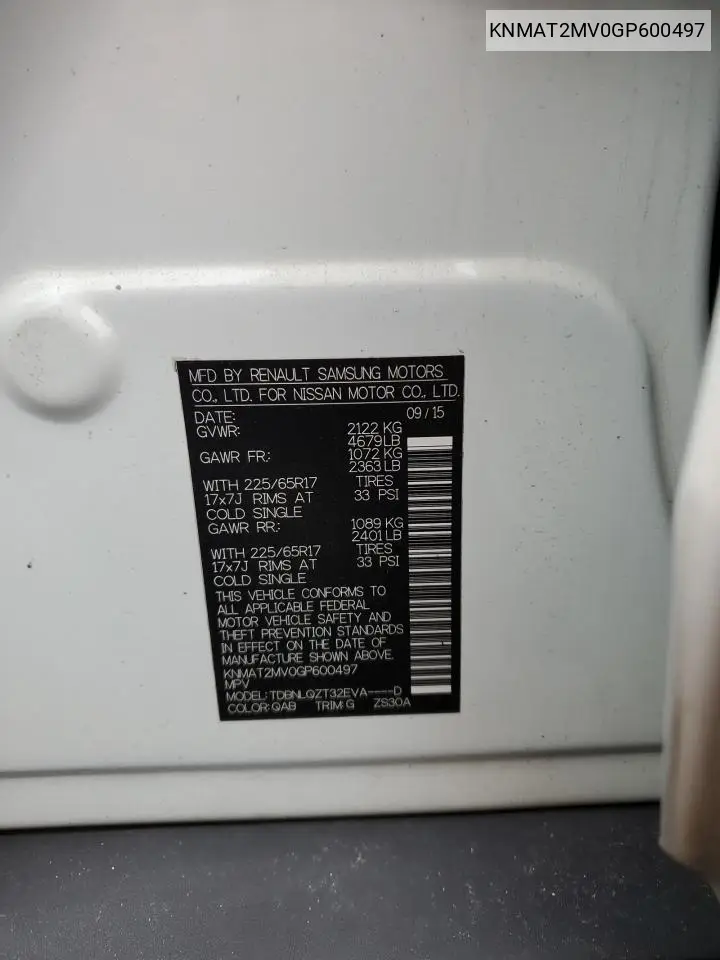 KNMAT2MV0GP600497
MFD BY RENAULT SAMSUNG MOTORS
CO., LTD. FOR NISSAN MOTOR CO., LTD.
DATE: 09/15
GVWR: 2122 KG
4679 LB
GAWR FR: 1072 KG
2363 LB
WITH 225/65R17 TIRES
17x7J RIMS AT 33 PSI
COLD SINGLE
GAWR RR: 1089 KG
2401 LB
WITH 225/65R17 TIRES
17x7J RIMS AT 33 PSI
COLD SINGLE
THIS VEHICLE CONFORMS TO
ALL APPLICABLE FEDERAL
MOTOR VEHICLE SAFETY AND
THEFT PREVENTION STANDARDS
IN EFFECT ON THE DATE OF
MANUFACTURE SHOWN ABOVE.
KNMAT2MV0GP600497
MPV
MODEL: TDBNLQZT32EVA----D
COLOR: QAB TRIM: G ZS30A